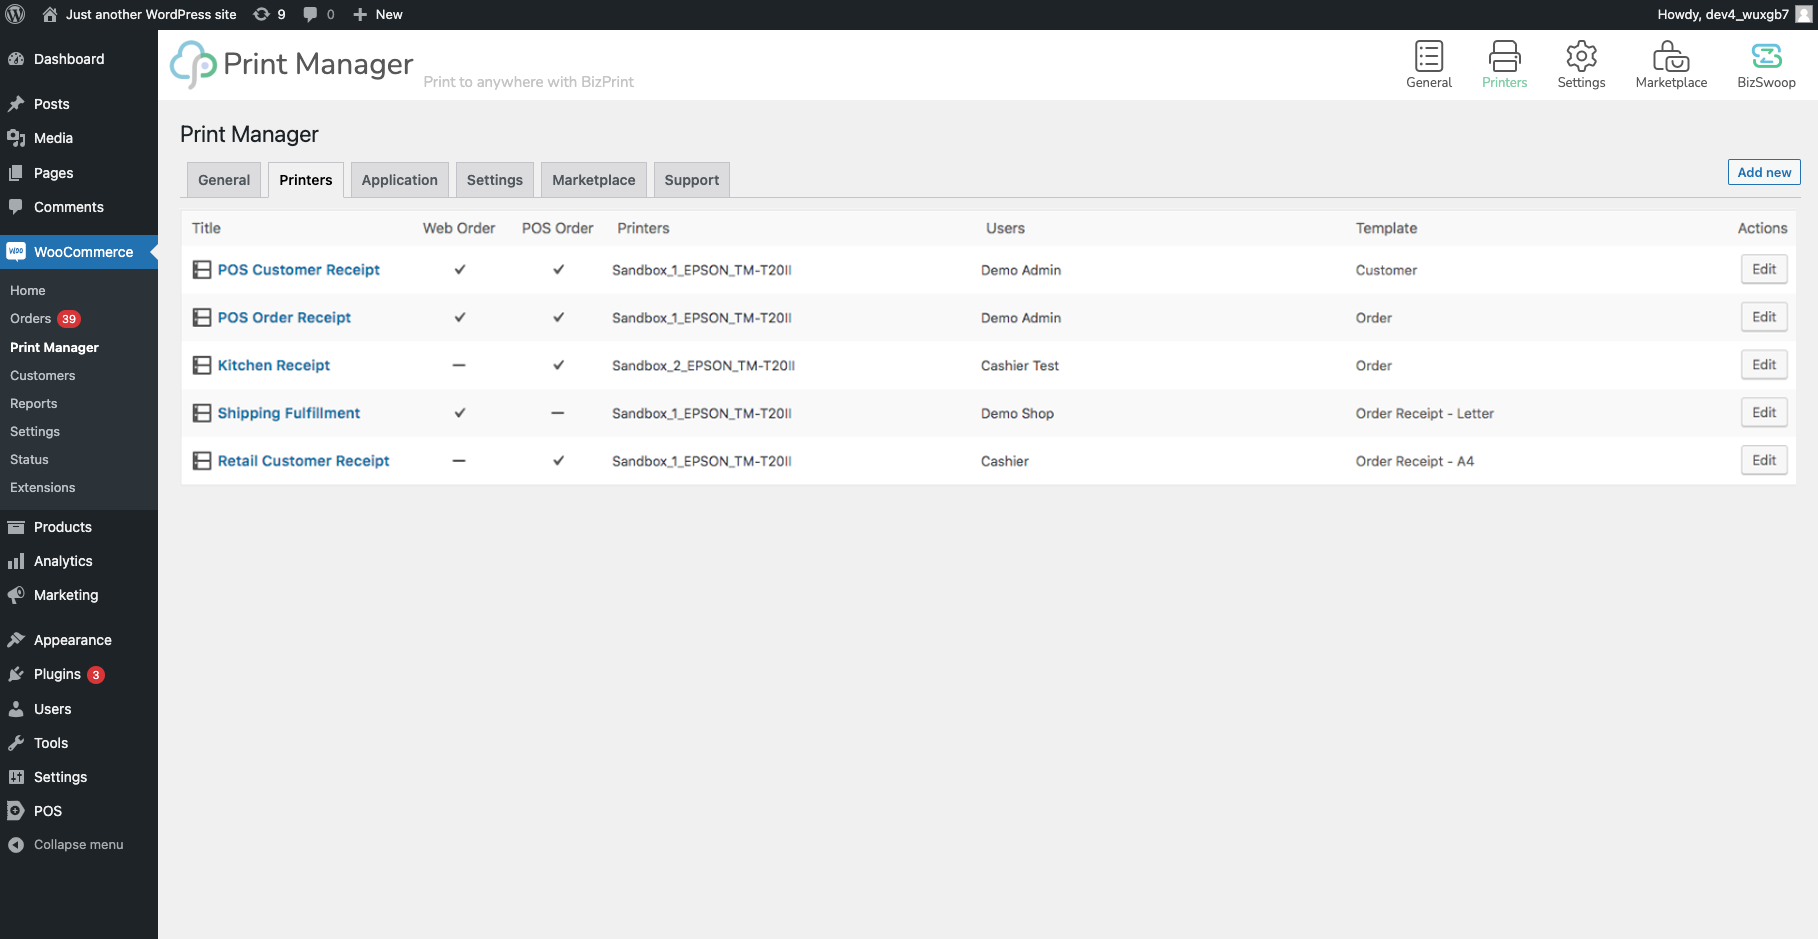 Just another WordPress site 9 0 New Howdy, dev4_wuxgb7
Dashboard
Posts
Media
Pages
Comments
WooCommerce
Home
Orders 39
Print Manager
Customers
Reports
Settings
Status
Extensions
Products
Analytics
Marketing
Appearance
Plugins 3
Users
Tools
Settings
POS
Collapse menu
Print Manager Print to anywhere with BizPrint
General Printers Settings Marketplace BizSwoop
Print Manager
General Printers Application Settings Marketplace Support Add new
Title Web Order POS Order Printers Users Template Actions
POS Customer Receipt Sandbox_1_EPSON_TM-T20II Demo Admin Customer Edit
POS Order Receipt Sandbox_1_EPSON_TM-T20II Demo Admin Order Edit
Kitchen Receipt — Sandbox_2_EPSON_TM-T20II Cashier Test Order Edit
Shipping Fulfillment — Sandbox_1_EPSON_TM-T20II Demo Shop Order Receipt - Letter Edit
Retail Customer Receipt — Sandbox_1_EPSON_TM-T20II Cashier Order Receipt - A4 Edit